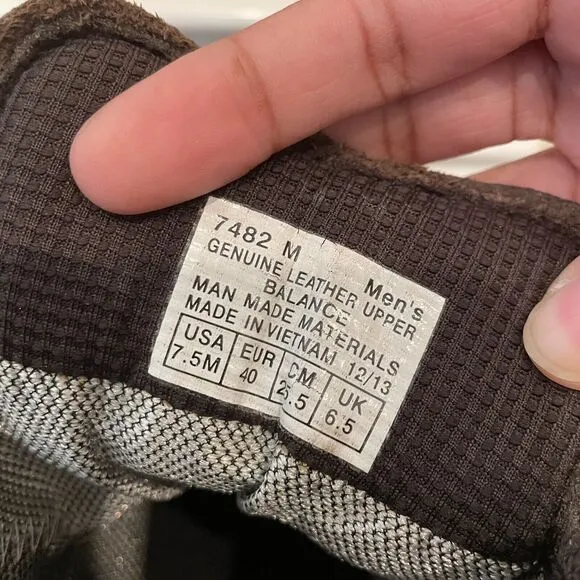 7482 M Men's
GENUINE LEATHER UPPER
BALANCE
MAN MADE MATERIALS
MADE IN VIETNAM 12/13
USA EUR CM UK
7.5M 40 6.5